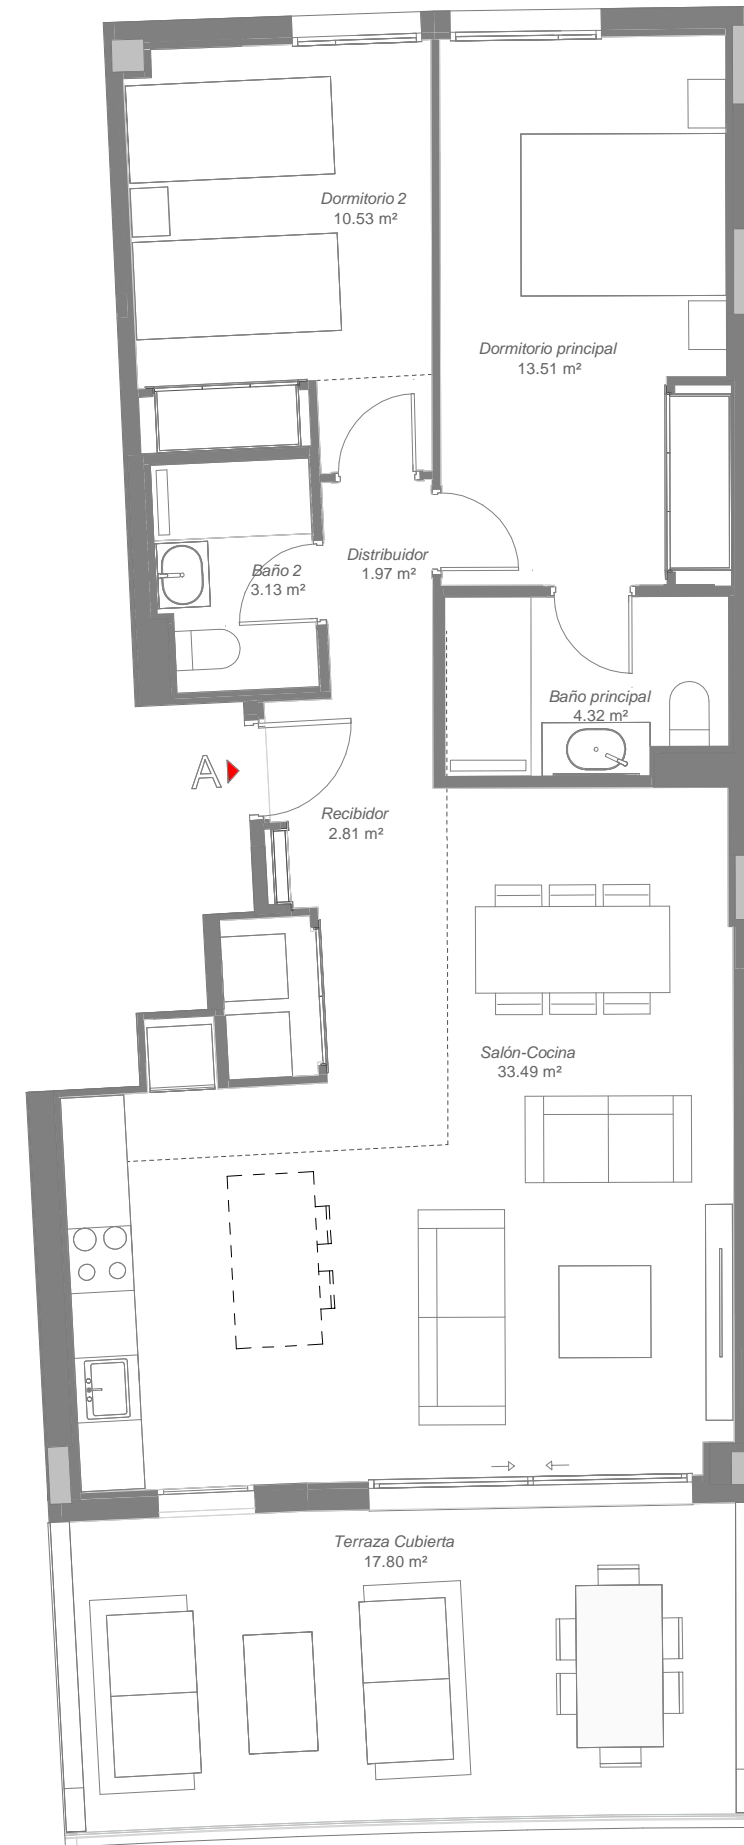 Dormitorio 2
10.53 m²
Dormitorio principal
13.51 m²
Distribuidor
1.97 m²
Baño 2
3.13 m²
Baño principal
4.32 m²
A
Recibidor
2.81 m²
Salón-Cocina
33.49 m²
Terraza Cubierta
17.80 m²